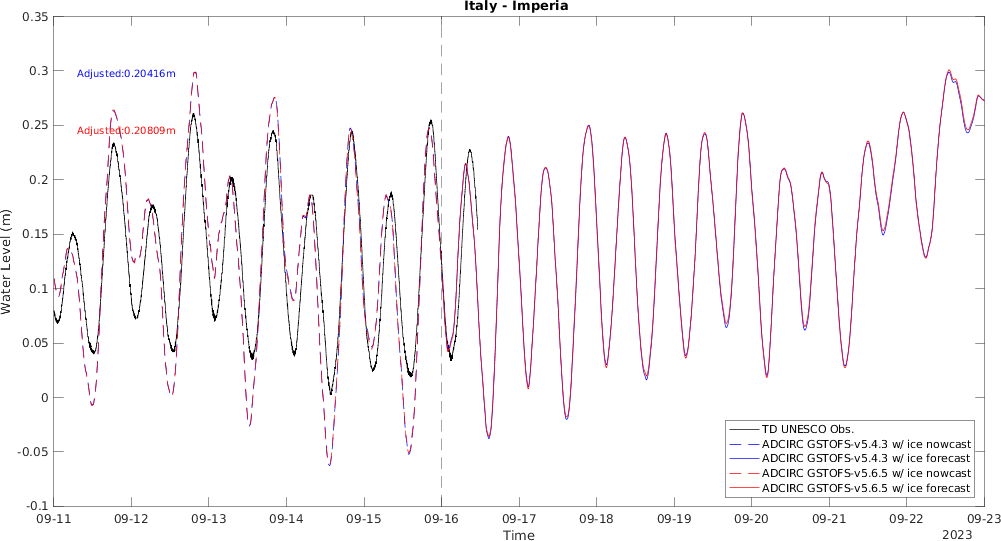 Italy - Imperia
0.35
0.3
0.25
0.2
0.15
0.1
0.05
0
-0.05
-0.1
Water Level (m)
Adjusted:0.20416m
Adjusted:0.20809m
TD UNESCO Obs.
ADCIRC GSTOFS-v5.4.3 w/ ice nowcast
ADCIRC GSTOFS-v5.4.3 w/ ice forecast
ADCIRC GSTOFS-v5.6.5 w/ ice nowcast
ADCIRC GSTOFS-v5.6.5 w/ ice forecast
09-11 09-12 09-13 09-14 09-15 09-16 09-17 09-18 09-19 09-20 09-21 09-22 09-23
Time
2023